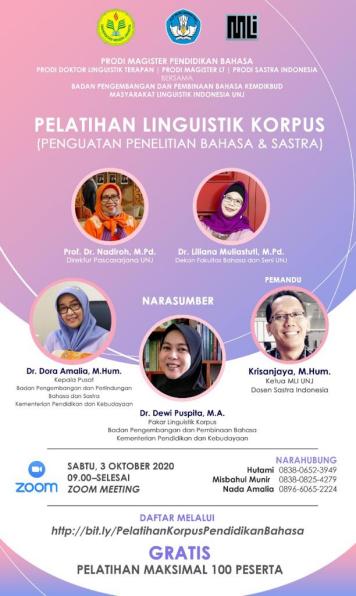 MLI
PRODI MAGISTER PENDIDIKAN BAHASA
PRODI DOKTOR LINGUISTIK TERAPAN | PRODI MAGISTER LT | PRODI SASTRA INDONESIA
BERSAMA
BADAN PENGEMBANGAN DAN PEMBINAAN BAHASA KEMDIKBUD
MASYARAKAT LINGUISTIK INDONESIA UNJ
PELATIHAN LINGUISTIK KORPUS
(PENGUATAN PENELITIAN BAHASA & SASTRA)
Prof. Dr. Nadiroh, M.Pd.
Direktur Pascasarjana UNJ
Dr. Liliana Muliastuti, M.Pd.
Dekan Fakultas Bahasa dan Seni UNJ
NARASUMBER
PEMANDU
Dr. Dora Amalia, M.Hum.
Kepala Pusat
Badan Pengembangan dan Perlindungan
Bahasa dan Sastra
Kementerian Pendidikan dan Kebudayaan
Dr. Dewi Puspita, M.A.
Pakar Linguistik Korpus
Badan Pengembangan dan Pembinaan Bahasa
Kementerian Pendidikan dan Kebudayaan
Krisanjaya, M.Hum.
Ketua MLI UNJ
Dosen Sastra Indonesia
zoom
SABTU, 3 OKTOBER 2020
09.00–SELESAI
ZOOM MEETING
NARAHUBUNG
Hutami 0838-0652-3949
Misbahul Munir 0838-0825-4279
Nada Amalia 0896-6065-2224
DAFTAR MELALUI
http://bit.ly/PelatihanKorpusPendidikanBahasa
GRATIS
PELATIHAN MAKSIMAL 100 PESERTA